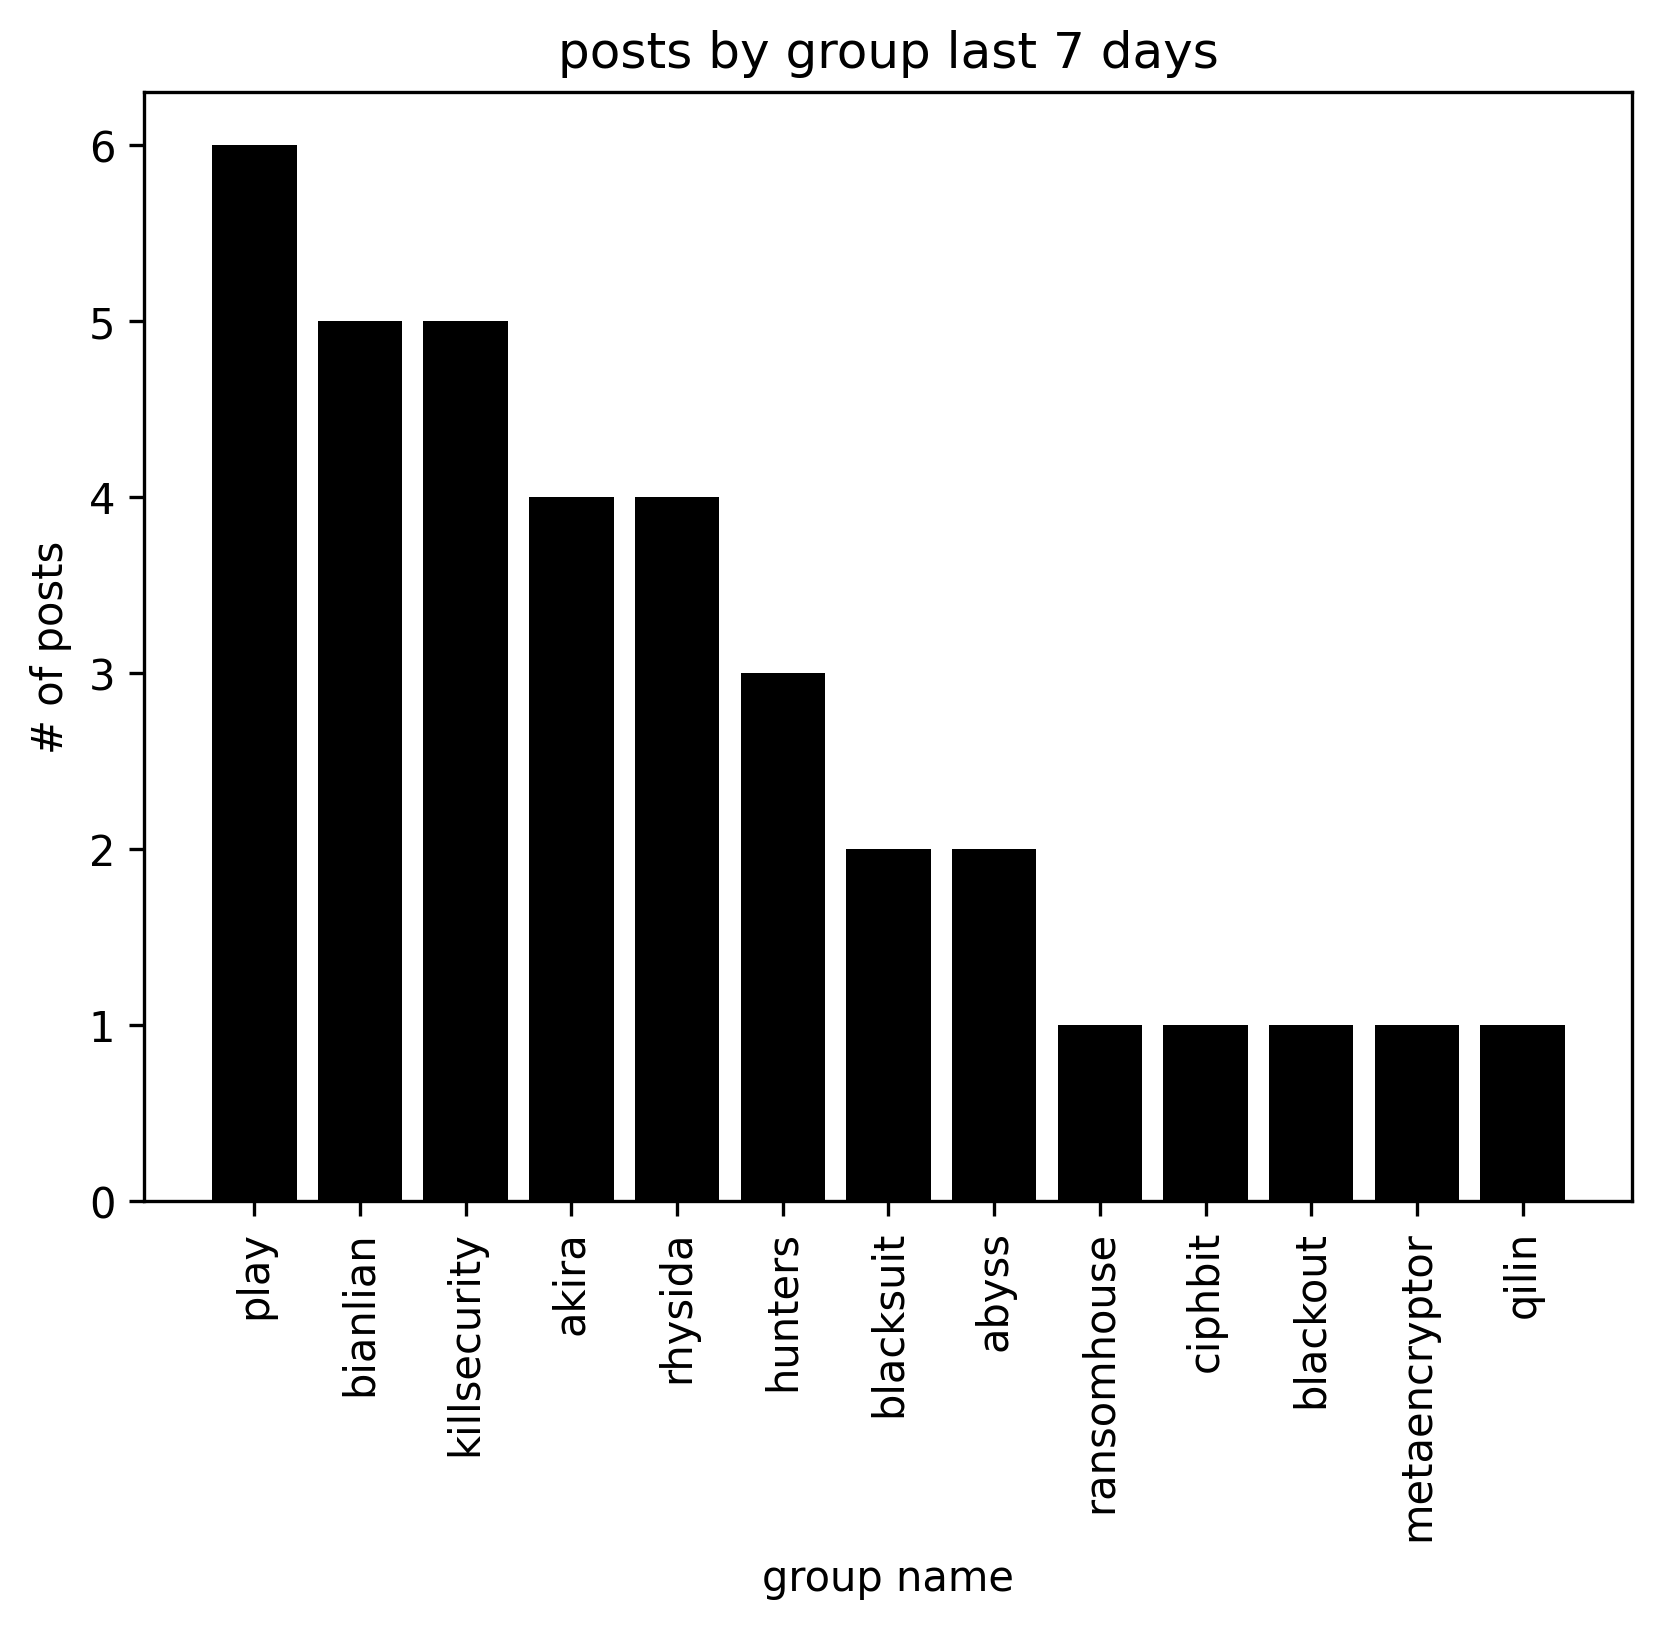 posts by group last 7 days
# of posts
6
5
4
3
2
1
0
play
bianlian
killsecurity
akira
rhysida
hunters
blacksuit
abyss
ransomhouse
ciphbit
blackout
metaencryptor
qilin
group name